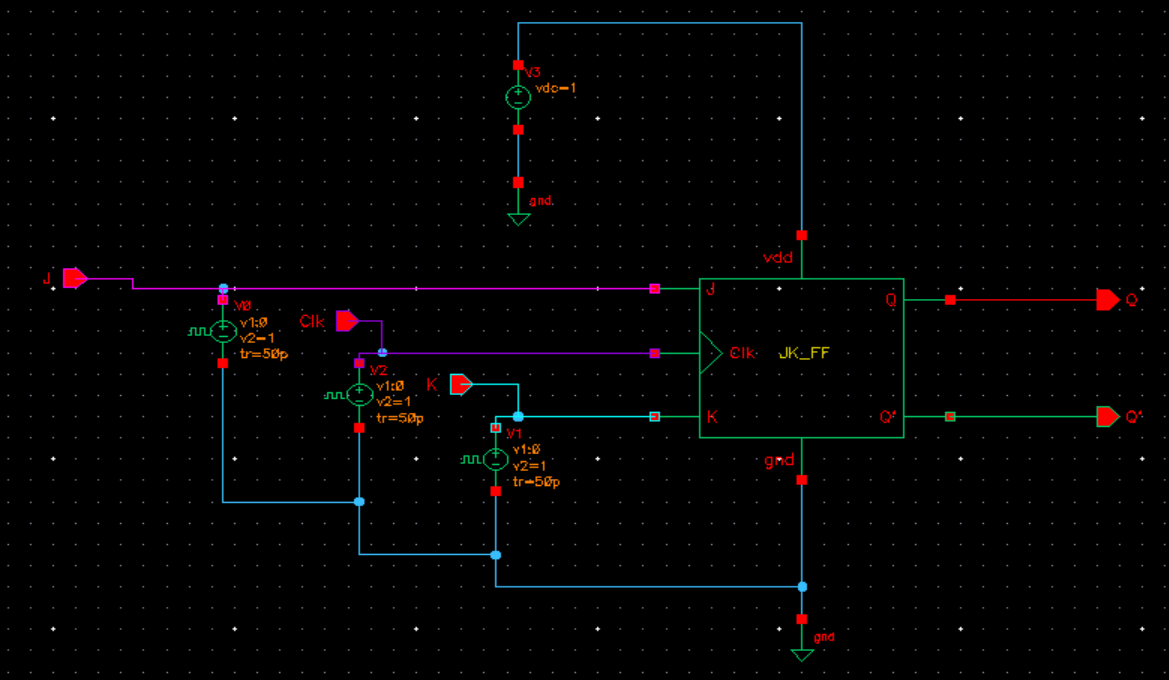 V3
vdc=1
gnd
vdd
J
J
Q
Q
V0
v1:0
v2=1
tr=50p
Clk
Clk
JK_FF
V2
v1:0
v2=1
tr=50p
K
K
Q'
Q'
V1
v1:0
v2=1
tr=50p
gnd
gnd